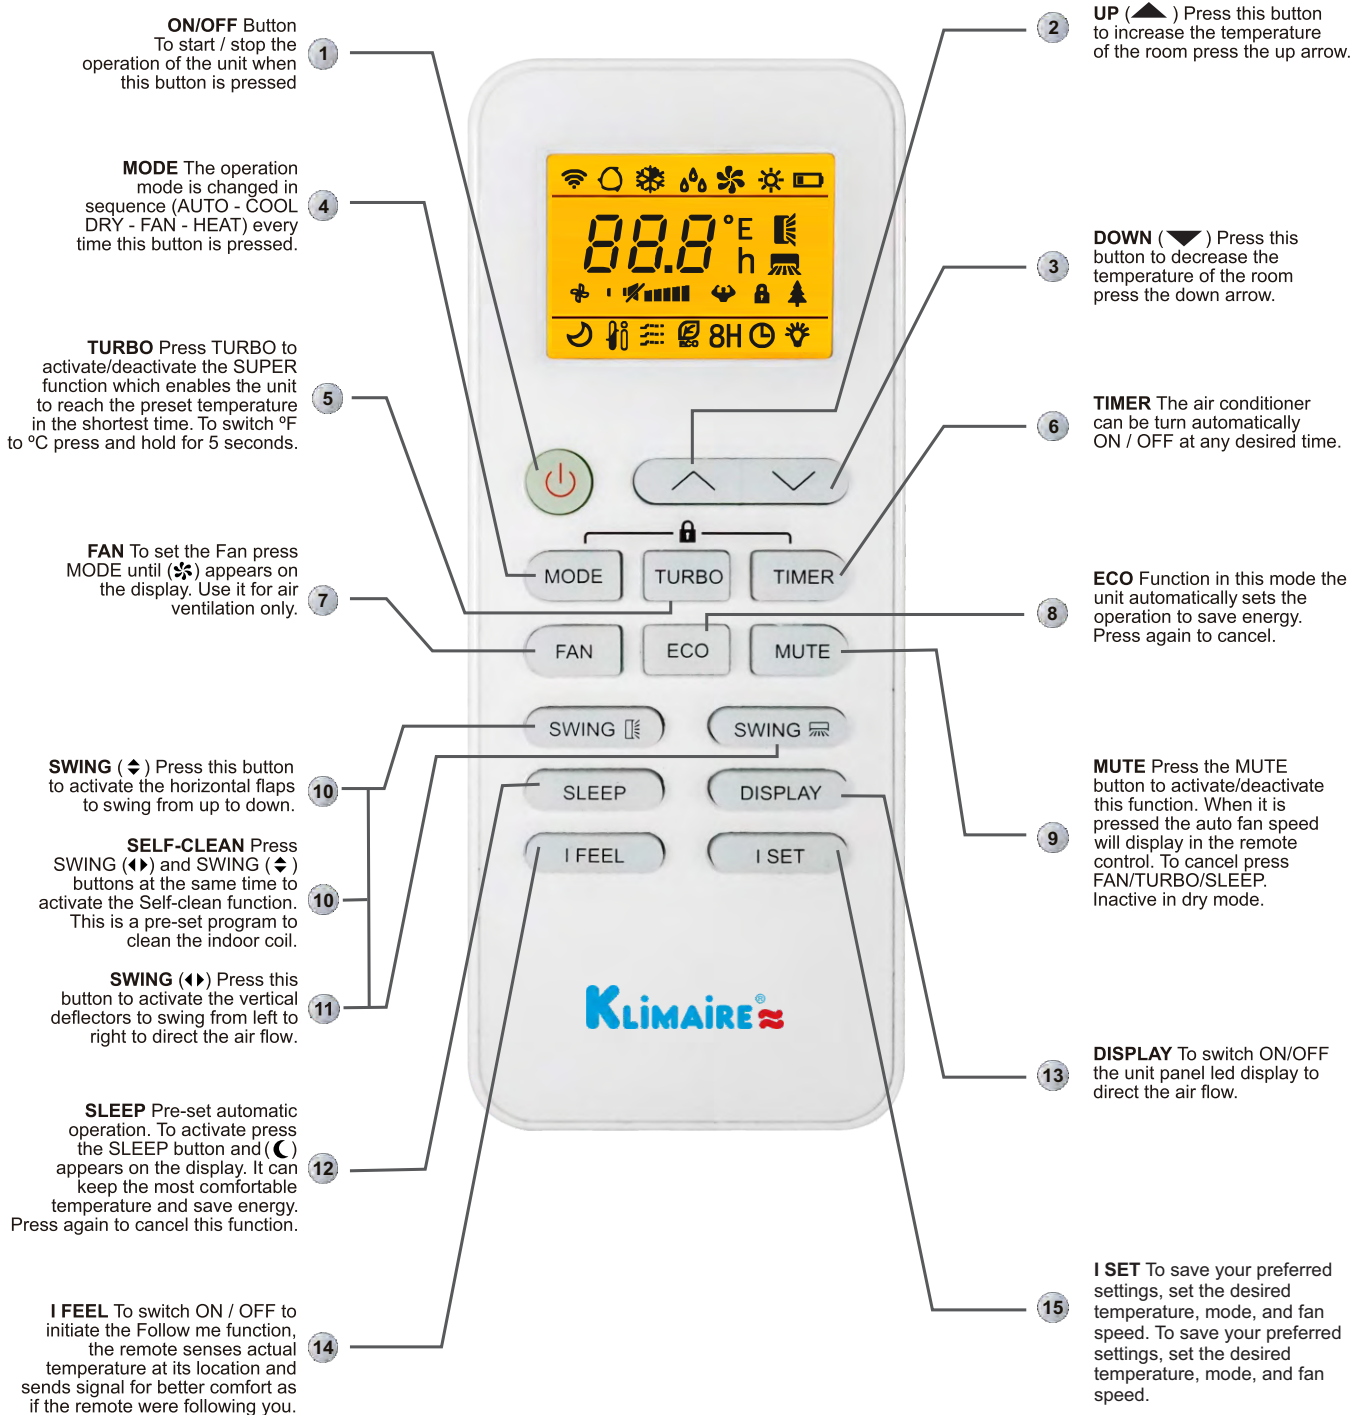 ON/OFF Button
To start / stop the
operation of the unit when
this button is pressed
1
2
UP ( ) Press this button
to increase the temperature
of the room press the up arrow.
MODE The operation
mode is changed in
sequence (AUTO - COOL
DRY - FAN - HEAT) every
time this button is pressed.
4
3
DOWN ( ) Press this
button to decrease the
temperature of the room
press the down arrow.
TURBO Press TURBO to
activate/deactivate the SUPER
function which enables the unit
to reach the preset temperature
in the shortest time. To switch ºF
to ºC press and hold for 5 seconds.
5
6
TIMER The air conditioner
can be turn automatically
ON / OFF at any desired time.
FAN To set the Fan press
MODE until ( ) appears on
the display. Use it for air
ventilation only.
7
8
ECO Function in this mode the
unit automatically sets the
operation to save energy.
Press again to cancel.
SWING ( ) Press this button
to activate the horizontal flaps
to swing from up to down.
10
SELF-CLEAN Press
SWING ( ) and SWING ( )
buttons at the same time to
activate the Self-clean function.
This is a pre-set program to
clean the indoor coil.
10
SWING ( ) Press this
button to activate the vertical
deflectors to swing from left to
right to direct the air flow.
11
9
MUTE Press the MUTE
button to activate/deactivate
this function. When it is
pressed the auto fan speed
will display in the remote
control. To cancel press
FAN/TURBO/SLEEP.
Inactive in dry mode.
SLEEP Pre-set automatic
operation. To activate press
the SLEEP button and ( )
appears on the display. It can
keep the most comfortable
temperature and save energy.
Press again to cancel this function.
12
13
DISPLAY To switch ON/OFF
the unit panel led display to
direct the air flow.
I FEEL To switch ON / OFF to
initiate the Follow me function,
the remote senses actual
temperature at its location and
sends signal for better comfort as
if the remote were following you.
14
15
I SET To save your preferred
settings, set the desired
temperature, mode, and fan
speed. To save your preferred
settings, set the desired
temperature, mode, and fan
speed.
88.8 °E
h
ECO 8H
MODE TURBO TIMER
FAN ECO MUTE
SWING SWING
SLEEP DISPLAY
I FEEL I SET
KLIMAIRE®